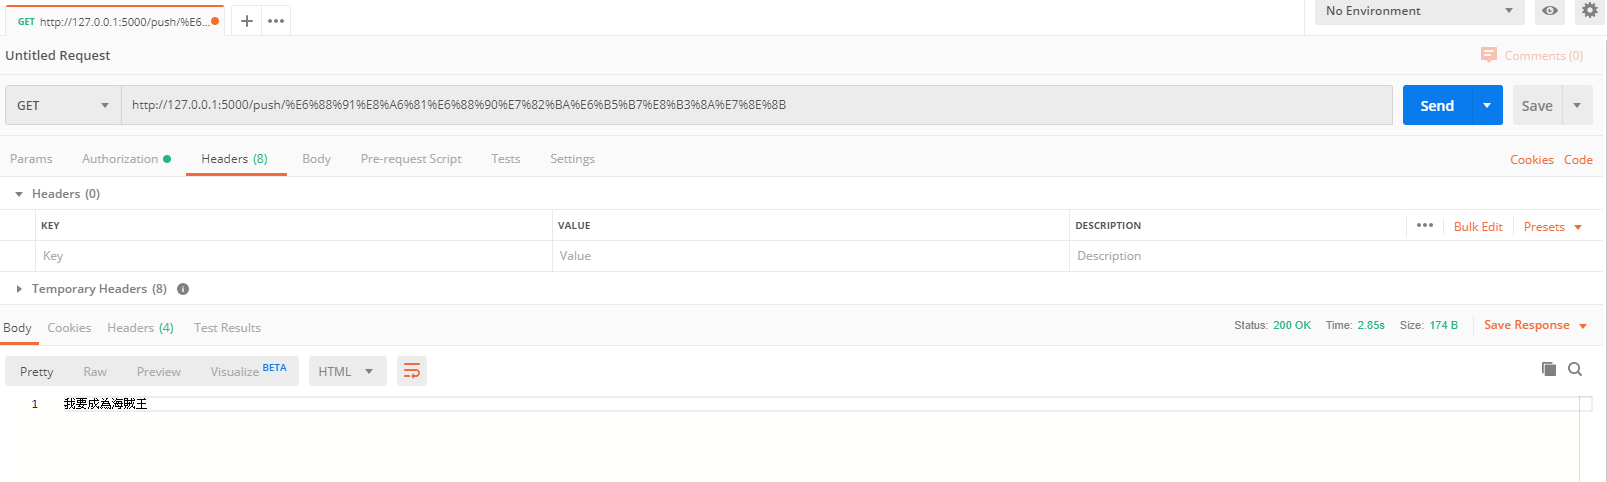 GET http://127.0.0.1:5000/push/%E6... + ••• No Environment
Untitled Request Comments (0)
GET http://127.0.0.1:5000/push/%E6%88%91%E8%A6%81%E6%88%90%E7%82%BA%E6%B5%B7%E8%B3%8A%E7%8E%8B Send Save
Params Authorization Headers (8) Body Pre-request Script Tests Settings Cookies Code
Headers (0)
KEY VALUE DESCRIPTION ••• Bulk Edit Presets
Key Value Description
Temporary Headers (8) i
Body Cookies Headers (4) Test Results Status: 200 OK Time: 2.85s Size: 174 B Save Response
Pretty Raw Preview Visualize BETA HTML
1 我要成為海賊王